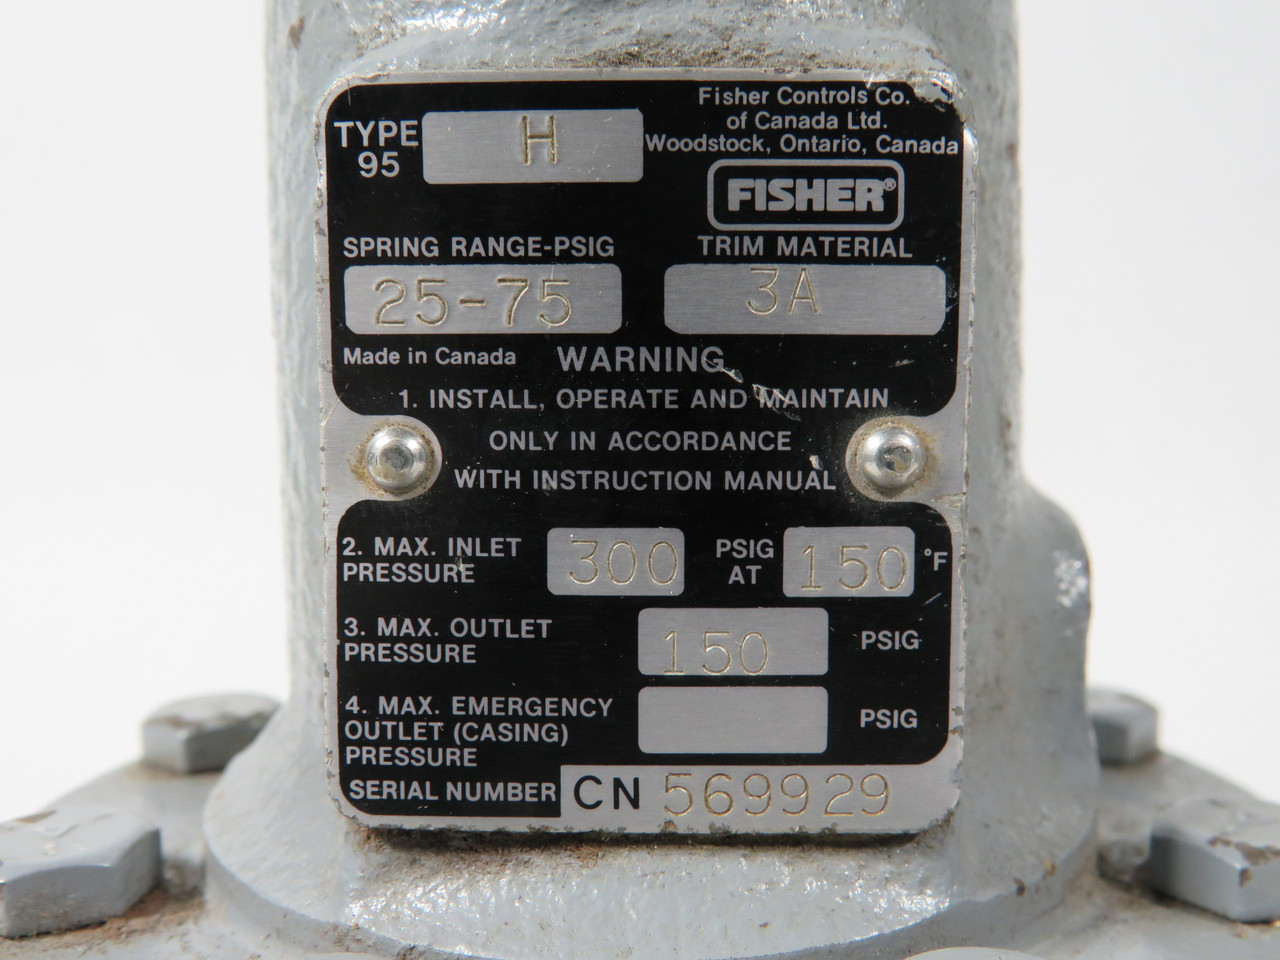 Fisher Controls Co.
of Canada Ltd.
Woodstock, Ontario, Canada
TYPE 95 H
FISHER®
SPRING RANGE-PSIG
25-75
TRIM MATERIAL
3A
Made in Canada
WARNING
1. INSTALL, OPERATE AND MAINTAIN
ONLY IN ACCORDANCE
WITH INSTRUCTION MANUAL
2. MAX. INLET
PRESSURE 300 PSIG AT 150 °F
3. MAX. OUTLET
PRESSURE 150 PSIG
4. MAX. EMERGENCY
OUTLET (CASING)
PRESSURE PSIG
SERIAL NUMBER CN 569929